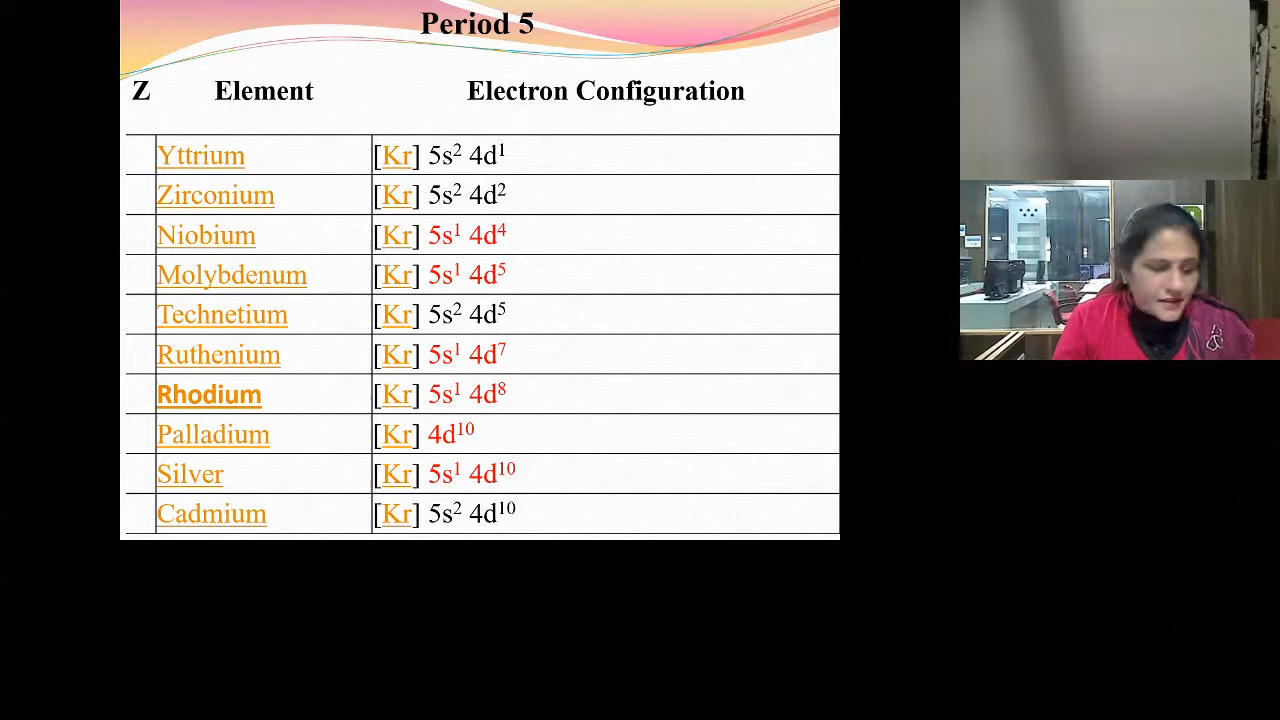 Period 5
Z Element Electron Configuration
Yttrium [Kr] 5s² 4d¹
Zirconium [Kr] 5s² 4d²
Niobium [Kr] 5s¹ 4d⁴
Molybdenum [Kr] 5s¹ 4d⁵
Technetium [Kr] 5s² 4d⁵
Ruthenium [Kr] 5s¹ 4d⁷
Rhodium [Kr] 5s¹ 4d⁸
Palladium [Kr] 4d¹⁰
Silver [Kr] 5s¹ 4d¹⁰
Cadmium [Kr] 5s² 4d¹⁰